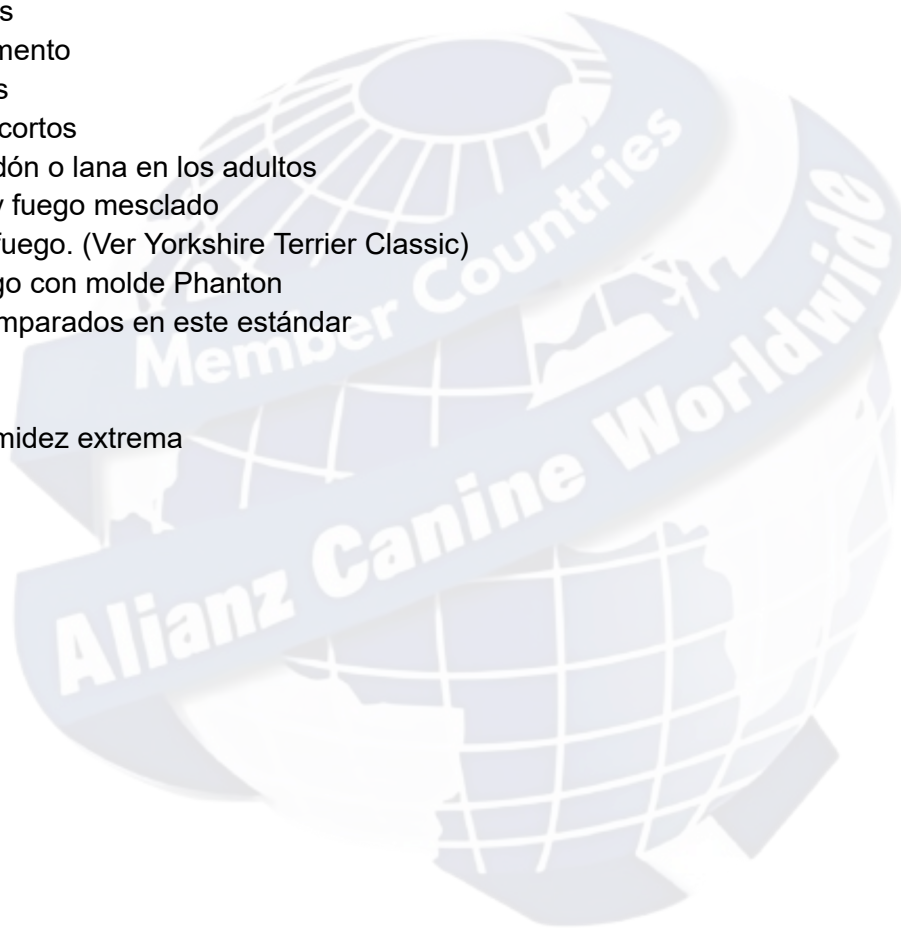 s
mento
s
cortos
dón o lana en los adultos
y fuego mesclado
fuego. (Ver Yorkshire Terrier Classic)
go con molde Phanton
mparados en este estándar
midez extrema
Member Countries
Alianz Canine Worldwide